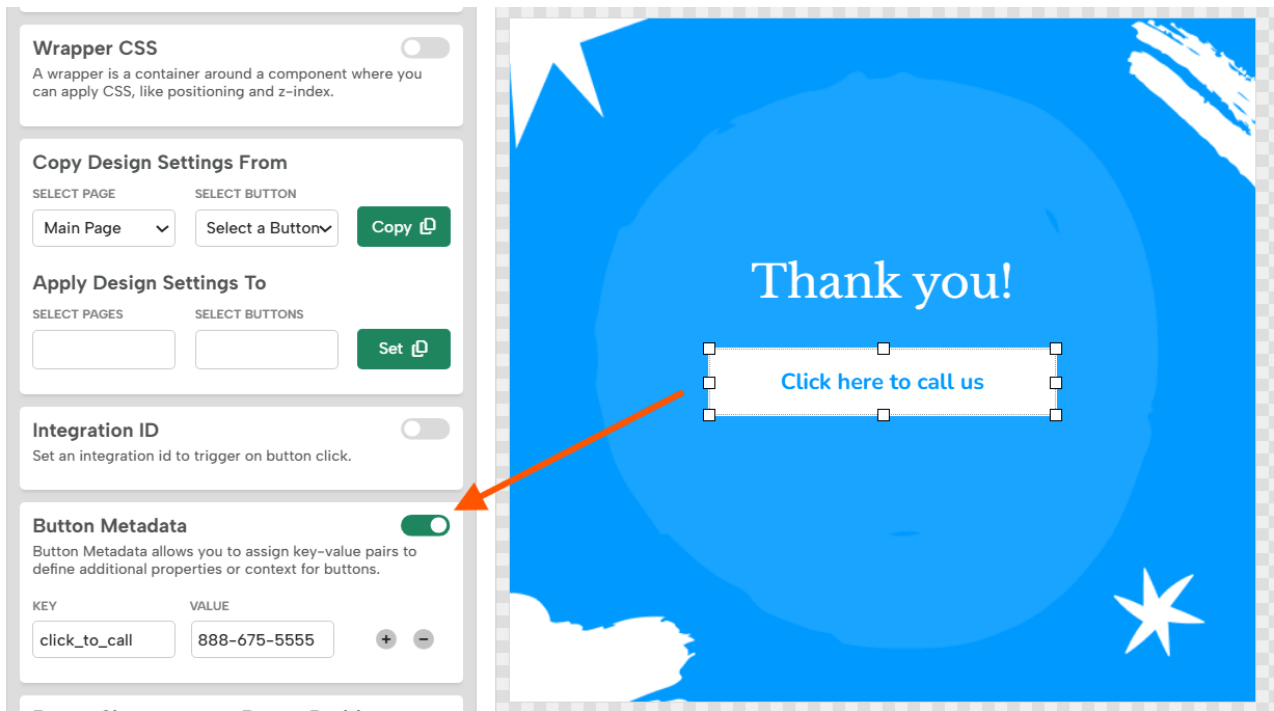 Wrapper CSS
A wrapper is a container around a component where you
can apply CSS, like positioning and z-index.
Copy Design Settings From
SELECT PAGE
SELECT BUTTON
Main Page
Select a Button
Copy
Apply Design Settings To
SELECT PAGES
SELECT BUTTONS
Set
Integration ID
Set an integration id to trigger on button click.
Button Metadata
Button Metadata allows you to assign key-value pairs to
define additional properties or context for buttons.
KEY
VALUE
click_to_call
888-675-5555
Thank you!
Click here to call us